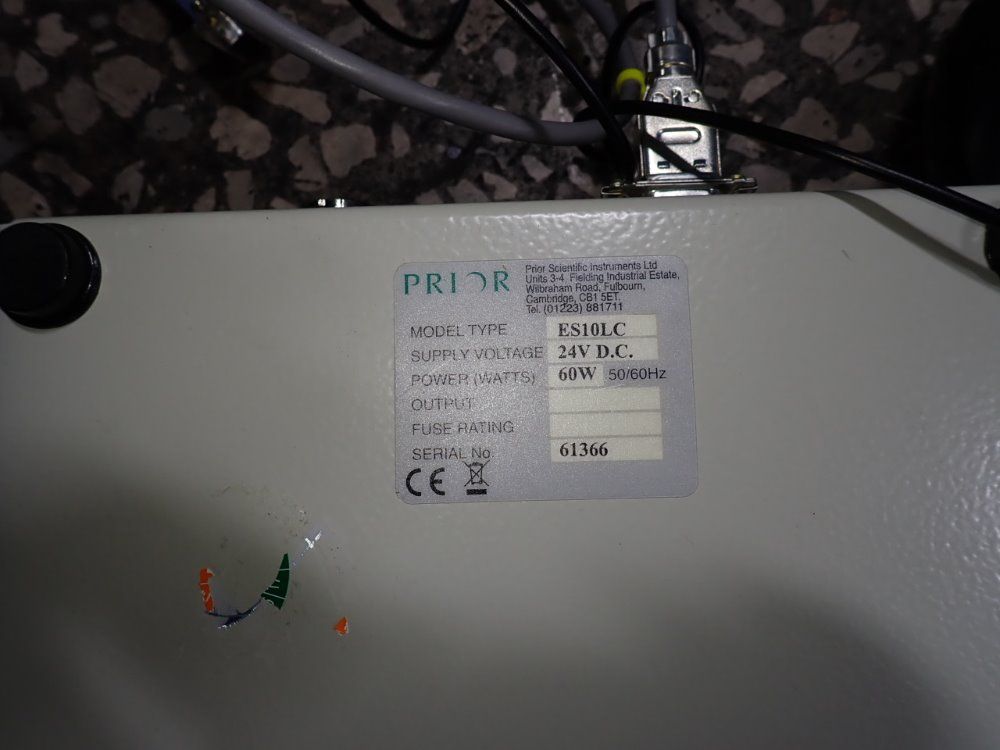 PRIOR
Prior Scientific Instruments Ltd
Units 3-4, Fielding Industrial Estate,
Wilbraham Road, Fulbourn,
Cambridge, CB1 5ET.
Tel. (01223) 881711
MODEL TYPE ES10LC
SUPPLY VOLTAGE 24V D.C.
POWER (WATTS) 60W 50/60Hz
OUTPUT
FUSE RATING
SERIAL No 61366
CE